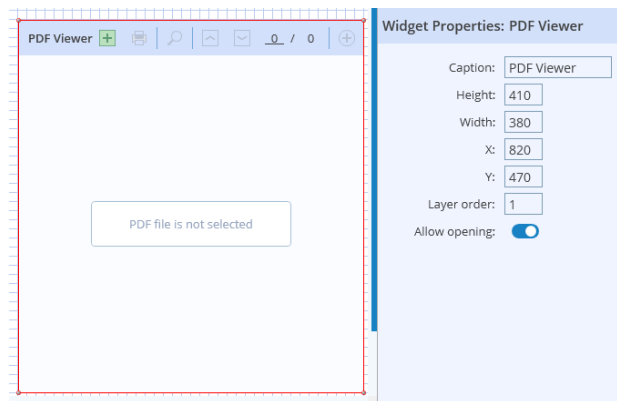 PDF Viewer
0 / 0
PDF file is not selected
Widget Properties: PDF Viewer
Caption: PDF Viewer
Height: 410
Width: 380
X: 820
Y: 470
Layer order: 1
Allow opening: